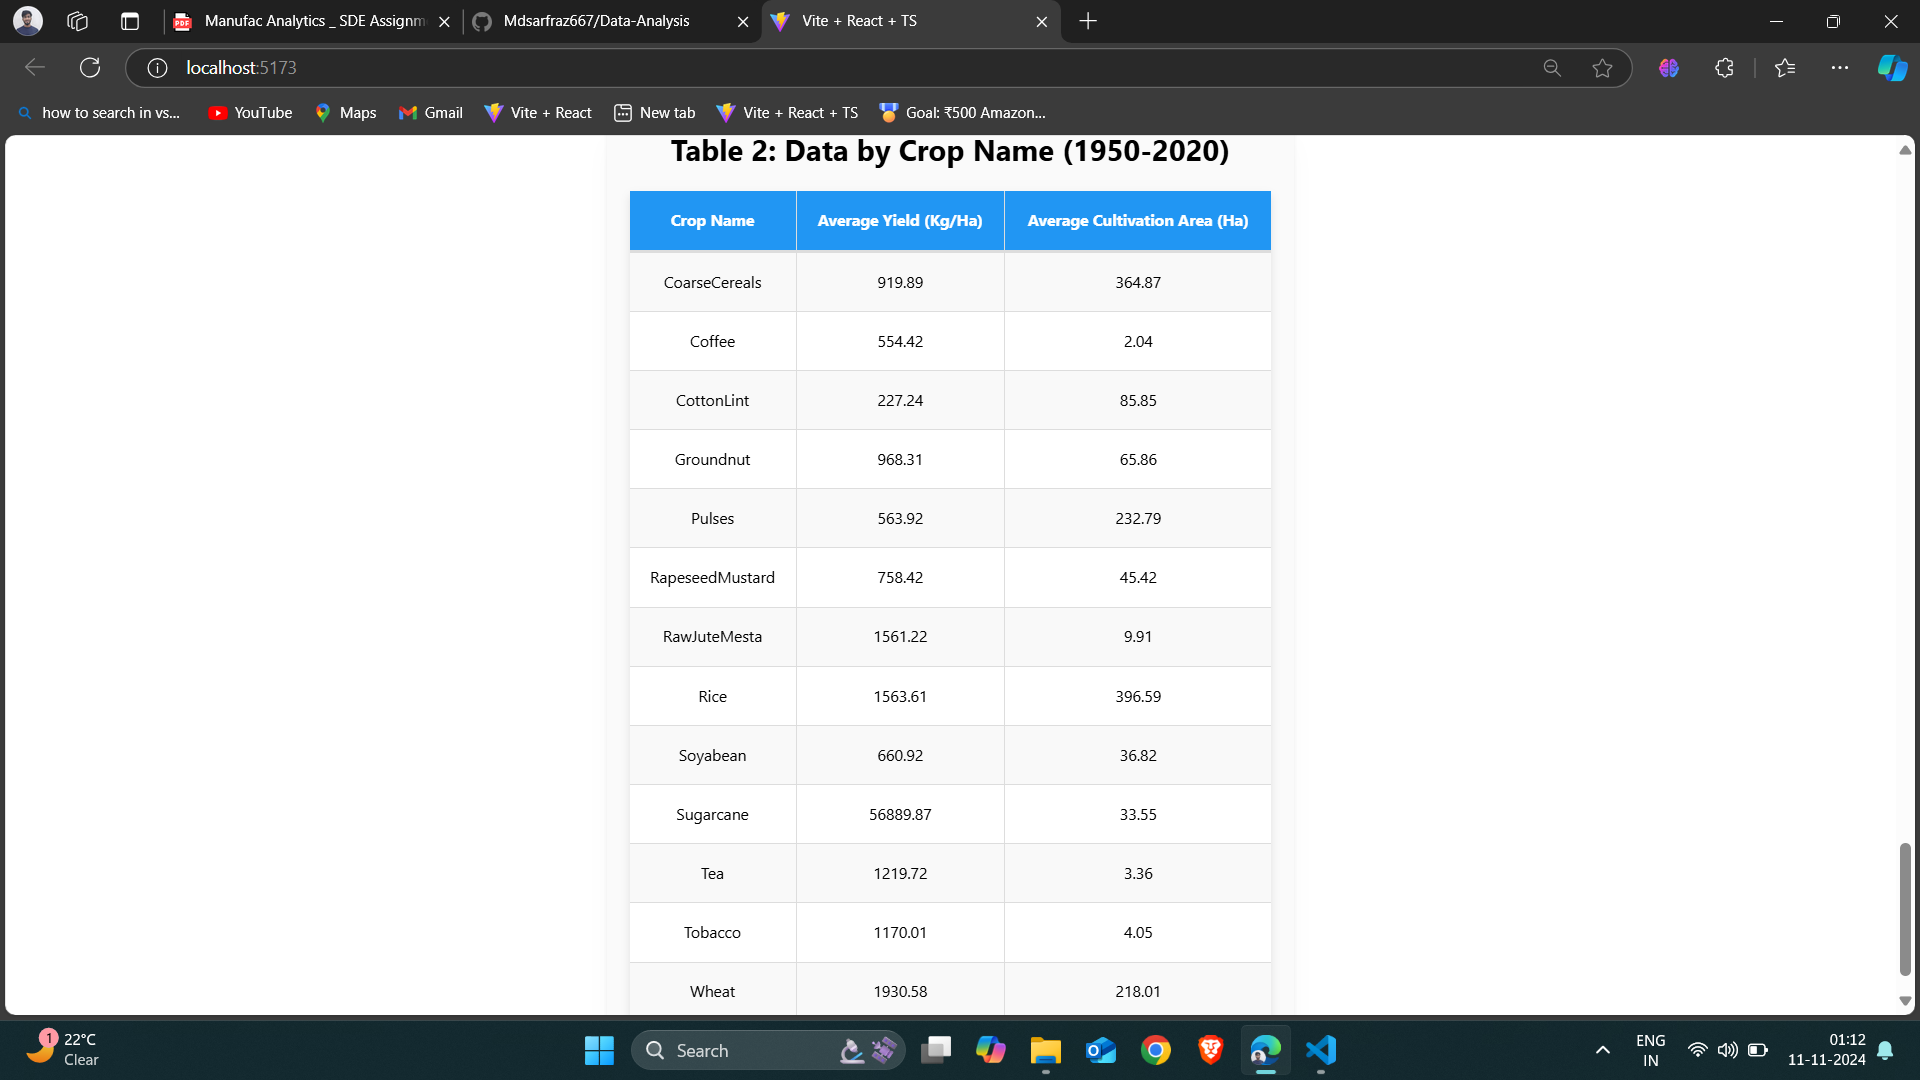 Manufac Analytics _ SDE Assignm
Mdsarfraz667/Data-Analysis
Vite + React + TS
localhost:5173
how to search in vs...
YouTube
Maps
Gmail
Vite + React
New tab
Vite + React + TS
Goal: ₹500 Amazon...
Table 2: Data by Crop Name (1950-2020)
Crop Name Average Yield (Kg/Ha) Average Cultivation Area (Ha)
CoarseCereals 919.89 364.87
Coffee 554.42 2.04
CottonLint 227.24 85.85
Groundnut 968.31 65.86
Pulses 563.92 232.79
RapeseedMustard 758.42 45.42
RawJuteMesta 1561.22 9.91
Rice 1563.61 396.59
Soyabean 660.92 36.82
Sugarcane 56889.87 33.55
Tea 1219.72 3.36
Tobacco 1170.01 4.05
Wheat 1930.58 218.01
1
22°C
Clear
Search
ENG
IN
01:12
11-11-2024